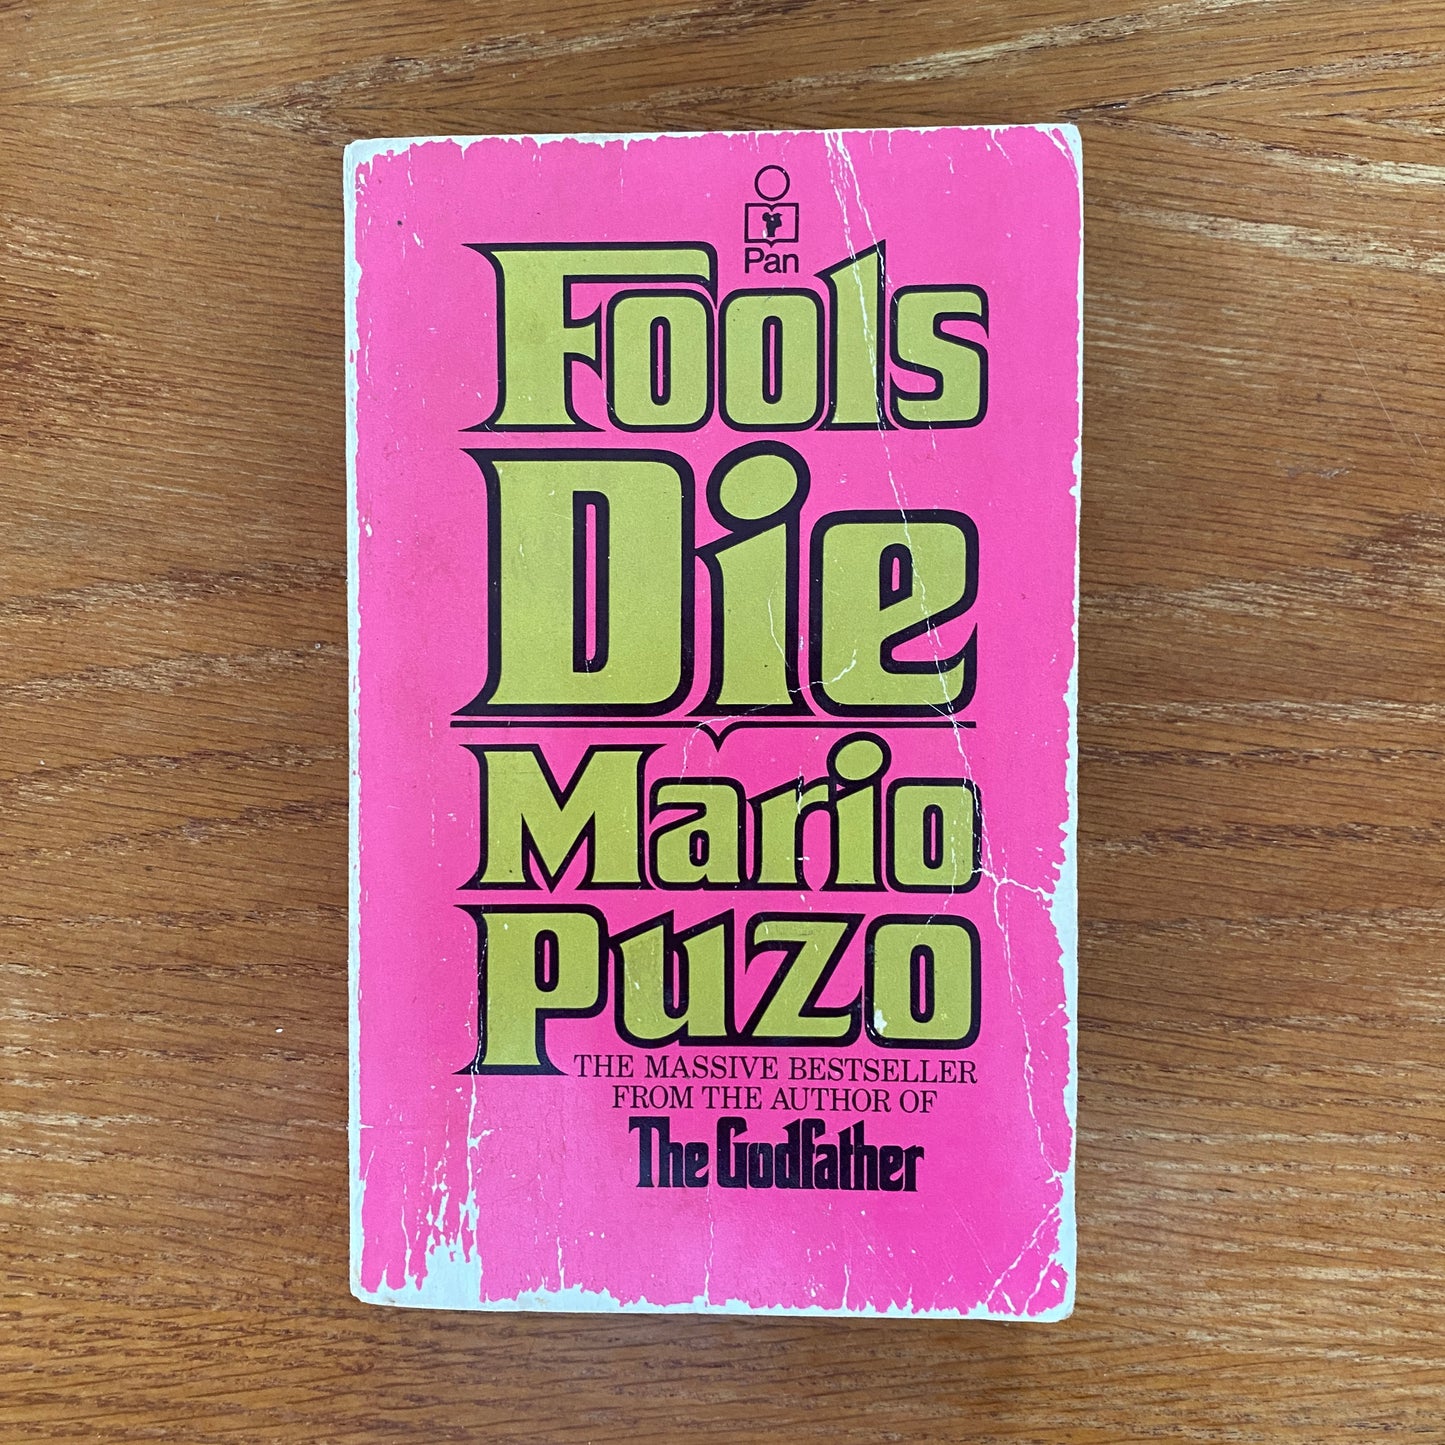 Pan
Fools
Die
Mario
Puzo
THE MASSIVE BESTSELLER
FROM THE AUTHOR OF
The Godfather